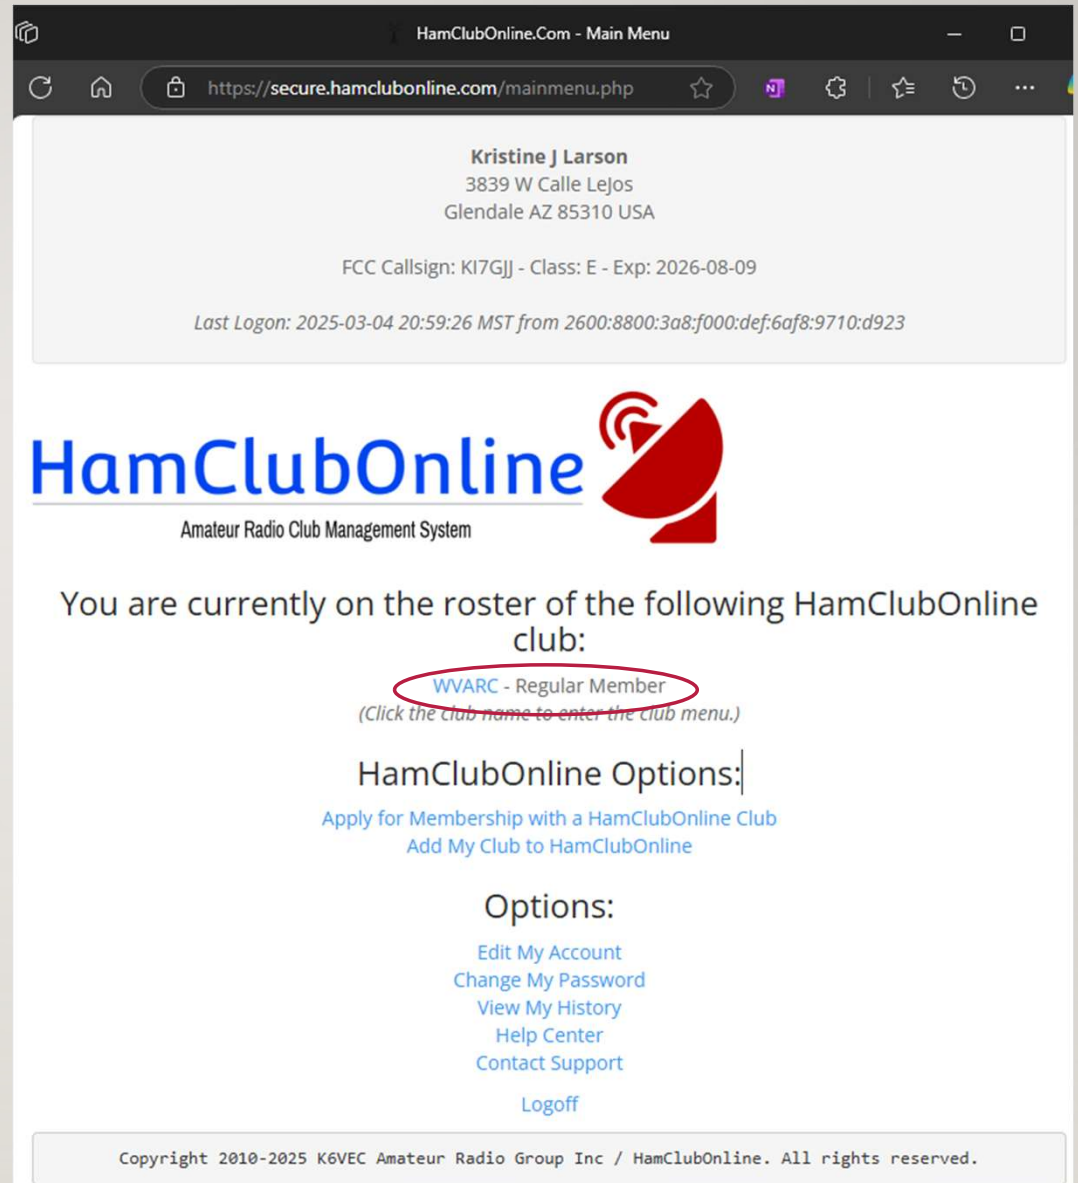 HamClubOnline.Com - Main Menu
https://secure.hamclubonline.com/mainmenu.php
Kristine J Larson
3839 W Calle LeJos
Glendale AZ 85310 USA
FCC Callsign: KI7GJJ - Class: E - Exp: 2026-08-09
Last Logon: 2025-03-04 20:59:26 MST from 2600:8800:3a8:f000:def:6af8:9710:d923
HamClubOnline
Amateur Radio Club Management System
You are currently on the roster of the following HamClubOnline
club:
WVARC - Regular Member
(Click the club name to enter the club menu.)
HamClubOnline Options:
Apply for Membership with a HamClubOnline Club
Add My Club to HamClubOnline
Options:
Edit My Account
Change My Password
View My History
Help Center
Contact Support
Logoff
Copyright 2010-2025 K6VEC Amateur Radio Group Inc / HamClubOnline. All rights reserved.